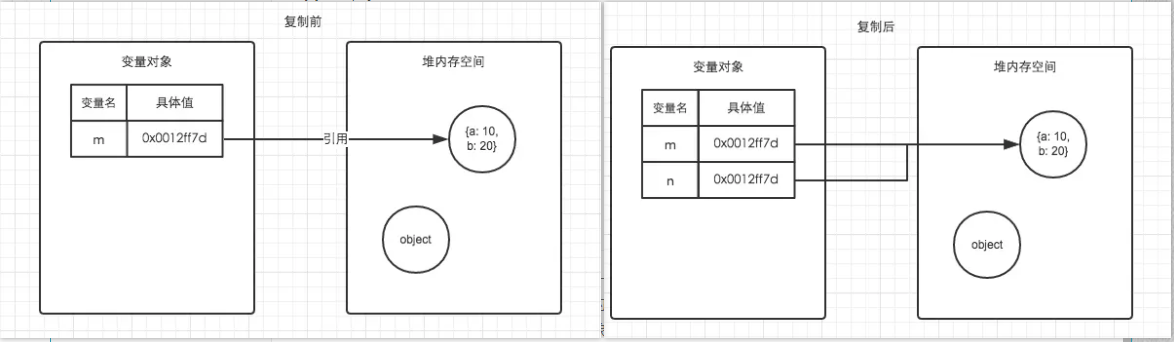 复制前
变量对象
变量名 具体值
m 0x0012ff7d
引用
堆内存空间
{a: 10,
b: 20}
object
复制后
变量对象
变量名 具体值
m 0x0012ff7d
n 0x0012ff7d
堆内存空间
{a: 10,
b: 20}
object